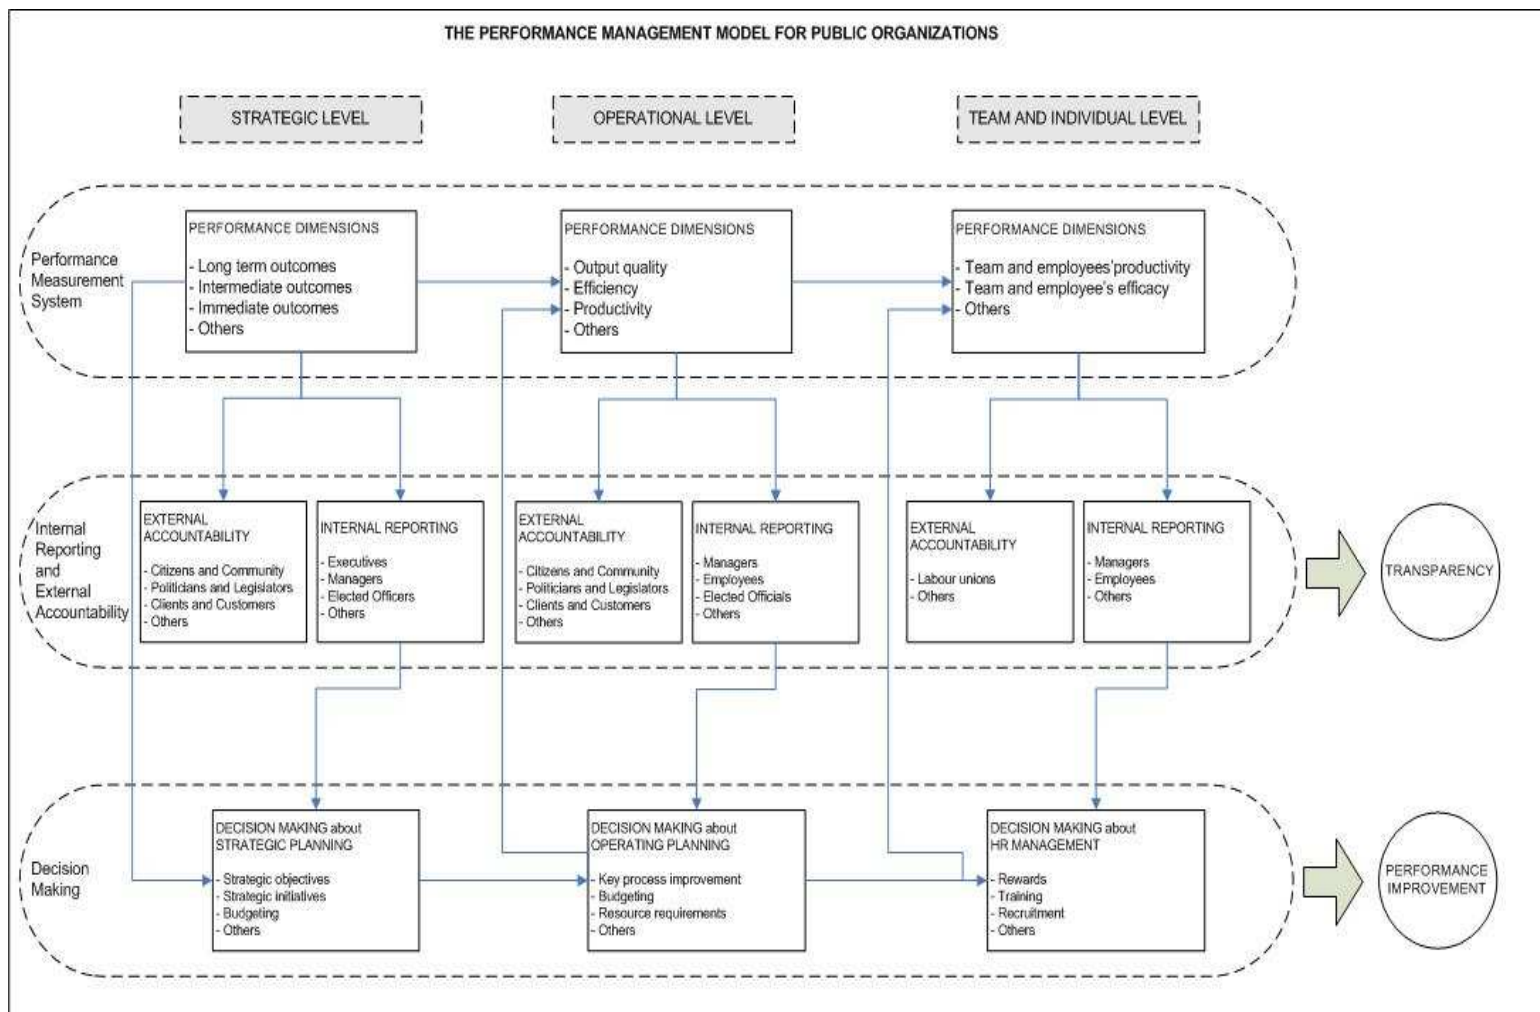 THE PERFORMANCE MANAGEMENT MODEL FOR PUBLIC ORGANIZATIONS
STRATEGIC LEVEL
OPERATIONAL LEVEL
TEAM AND INDIVIDUAL LEVEL
Performance
Measurement
System
PERFORMANCE DIMENSIONS
- Long term outcomes
- Intermediate outcomes
- Immediate outcomes
- Others
PERFORMANCE DIMENSIONS
- Output quality
- Efficiency
- Productivity
- Others
PERFORMANCE DIMENSIONS
- Team and employees'productivity
- Team and employee's efficacy
- Others
Internal
Reporting
and
External
Accountability
EXTERNAL
ACCOUNTABILITY
- Citizens and Community
- Politicians and Legislators
- Clients and Customers
- Others
INTERNAL REPORTING
- Executives
- Managers
- Elected Officers
- Others
EXTERNAL
ACCOUNTABILITY
- Citizens and Community
- Politicians and Legislators
- Clients and Customers
- Others
INTERNAL REPORTING
- Managers
- Employees
- Elected Officials
- Others
EXTERNAL
ACCOUNTABILITY
- Labour unions
- Others
INTERNAL REPORTING
- Managers
- Employees
- Others
TRANSPARENCY
Decision
Making
DECISION MAKING about
STRATEGIC PLANNING
- Strategic objectives
- Strategic initiatives
- Budgeting
- Others
DECISION MAKING about
OPERATING PLANNING
- Key process improvement
- Budgeting
- Resource requirements
- Others
DECISION MAKING about
HR MANAGEMENT
- Rewards
- Training
- Recruitment
- Others
PERFORMANCE
IMPROVEMENT